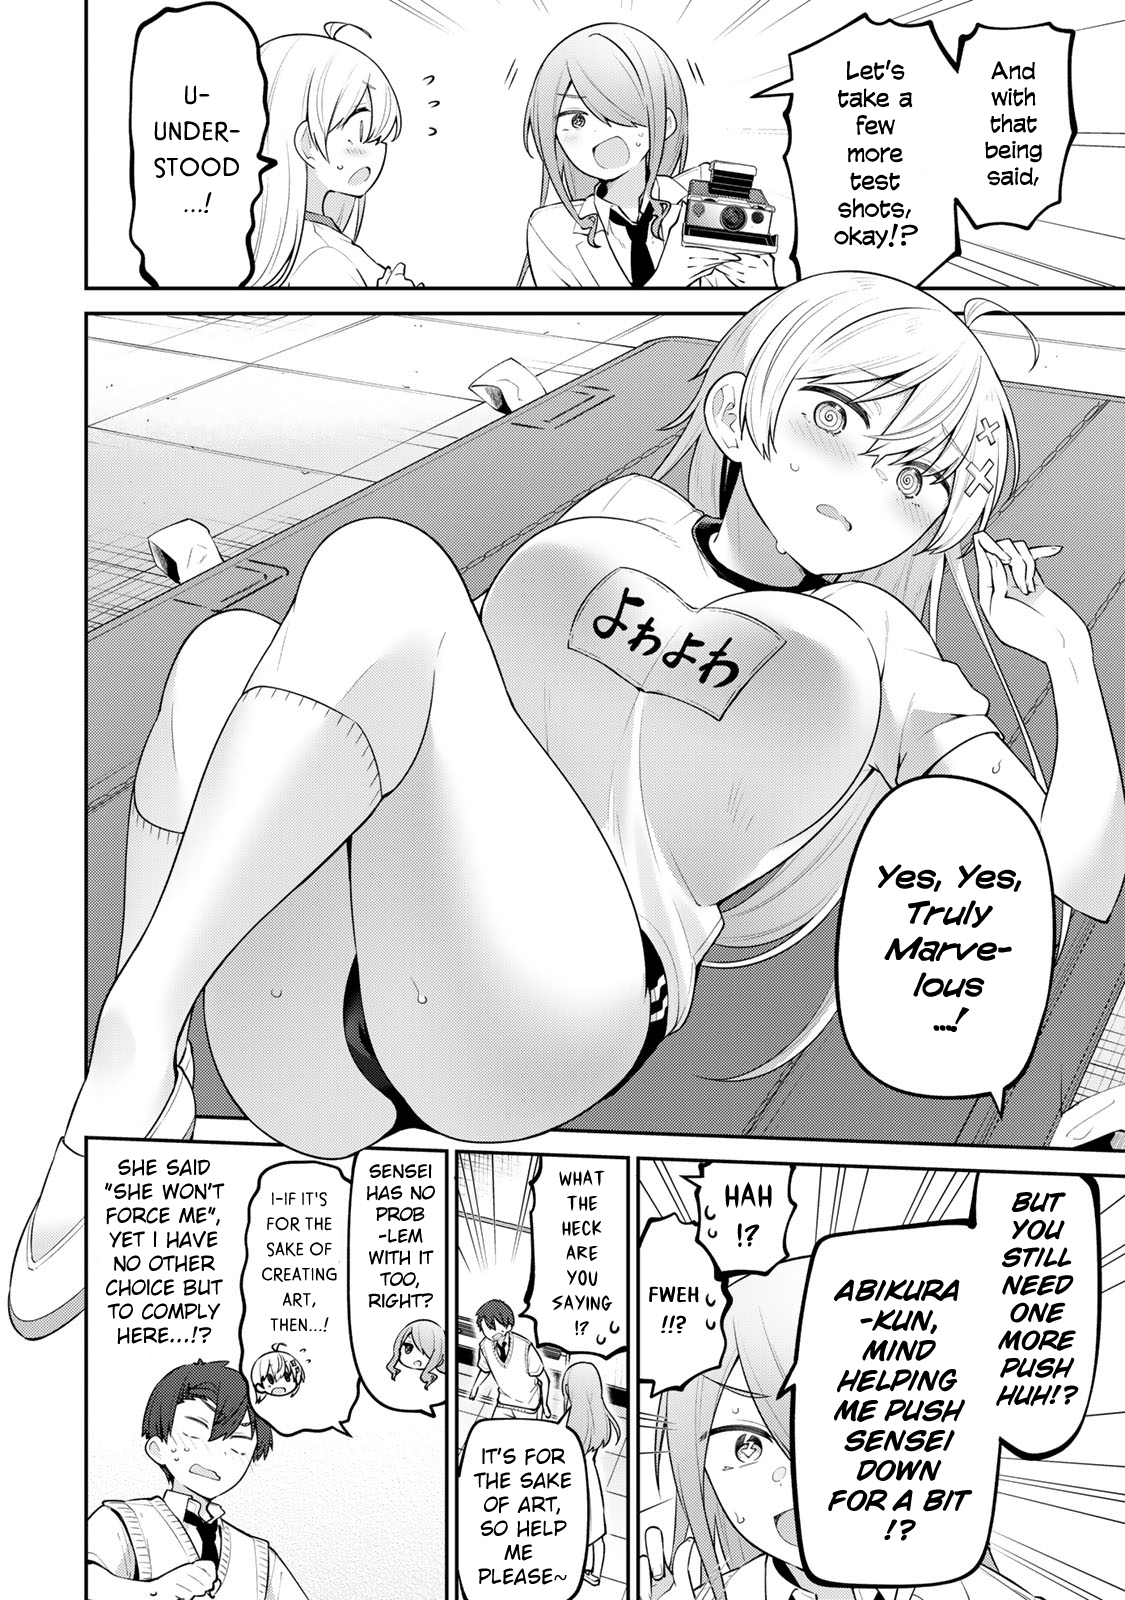 And
with
that
being
said,
Let's
take a
few
more
test
shots,
okay!?
U-
UNDER-
STOOD
...!
よわよわ
Yes, Yes,
Truly
Marve-
lous
...!
BUT
YOU
STILL
NEED
ONE
MORE
PUSH
HUH!?
ABIKURA
-KUN,
MIND
HELPING
ME PUSH
SENSEI
DOWN
FOR A BIT
!?
HAH
!?
FWEH
!!?
WHAT
THE
HECK
ARE
YOU
SAYING
!?
IT'S FOR
THE SAKE
OF ART,
SO HELP
ME
PLEASE~
SENSEI
HAS NO
PROB
-LEM
WITH IT
TOO,
RIGHT?
I-IF IT'S
FOR THE
SAKE OF
CREATING
ART,
THEN...!
SHE SAID
"SHE WON'T
FORCE ME",
YET I HAVE
NO OTHER
CHOICE BUT
TO COMPLY
HERE...!?